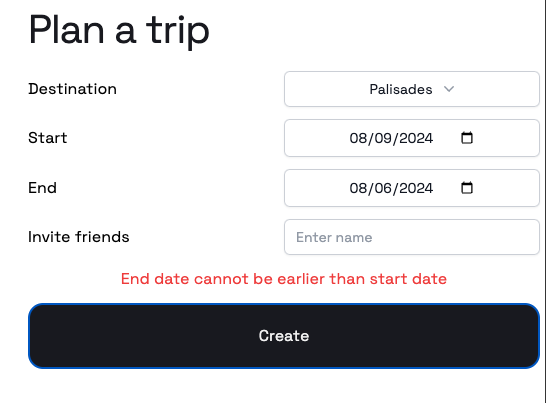 Plan a trip
Destination Palisades
Start 08/09/2024
End 08/06/2024
Invite friends Enter name
End date cannot be earlier than start date
Create